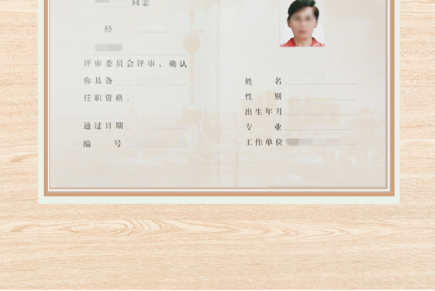 同志
经
评审委员会评审，确认
你具备
任职资格。
通过日期
编 号
姓 名
性 别
出生年月
专 业
工作单位